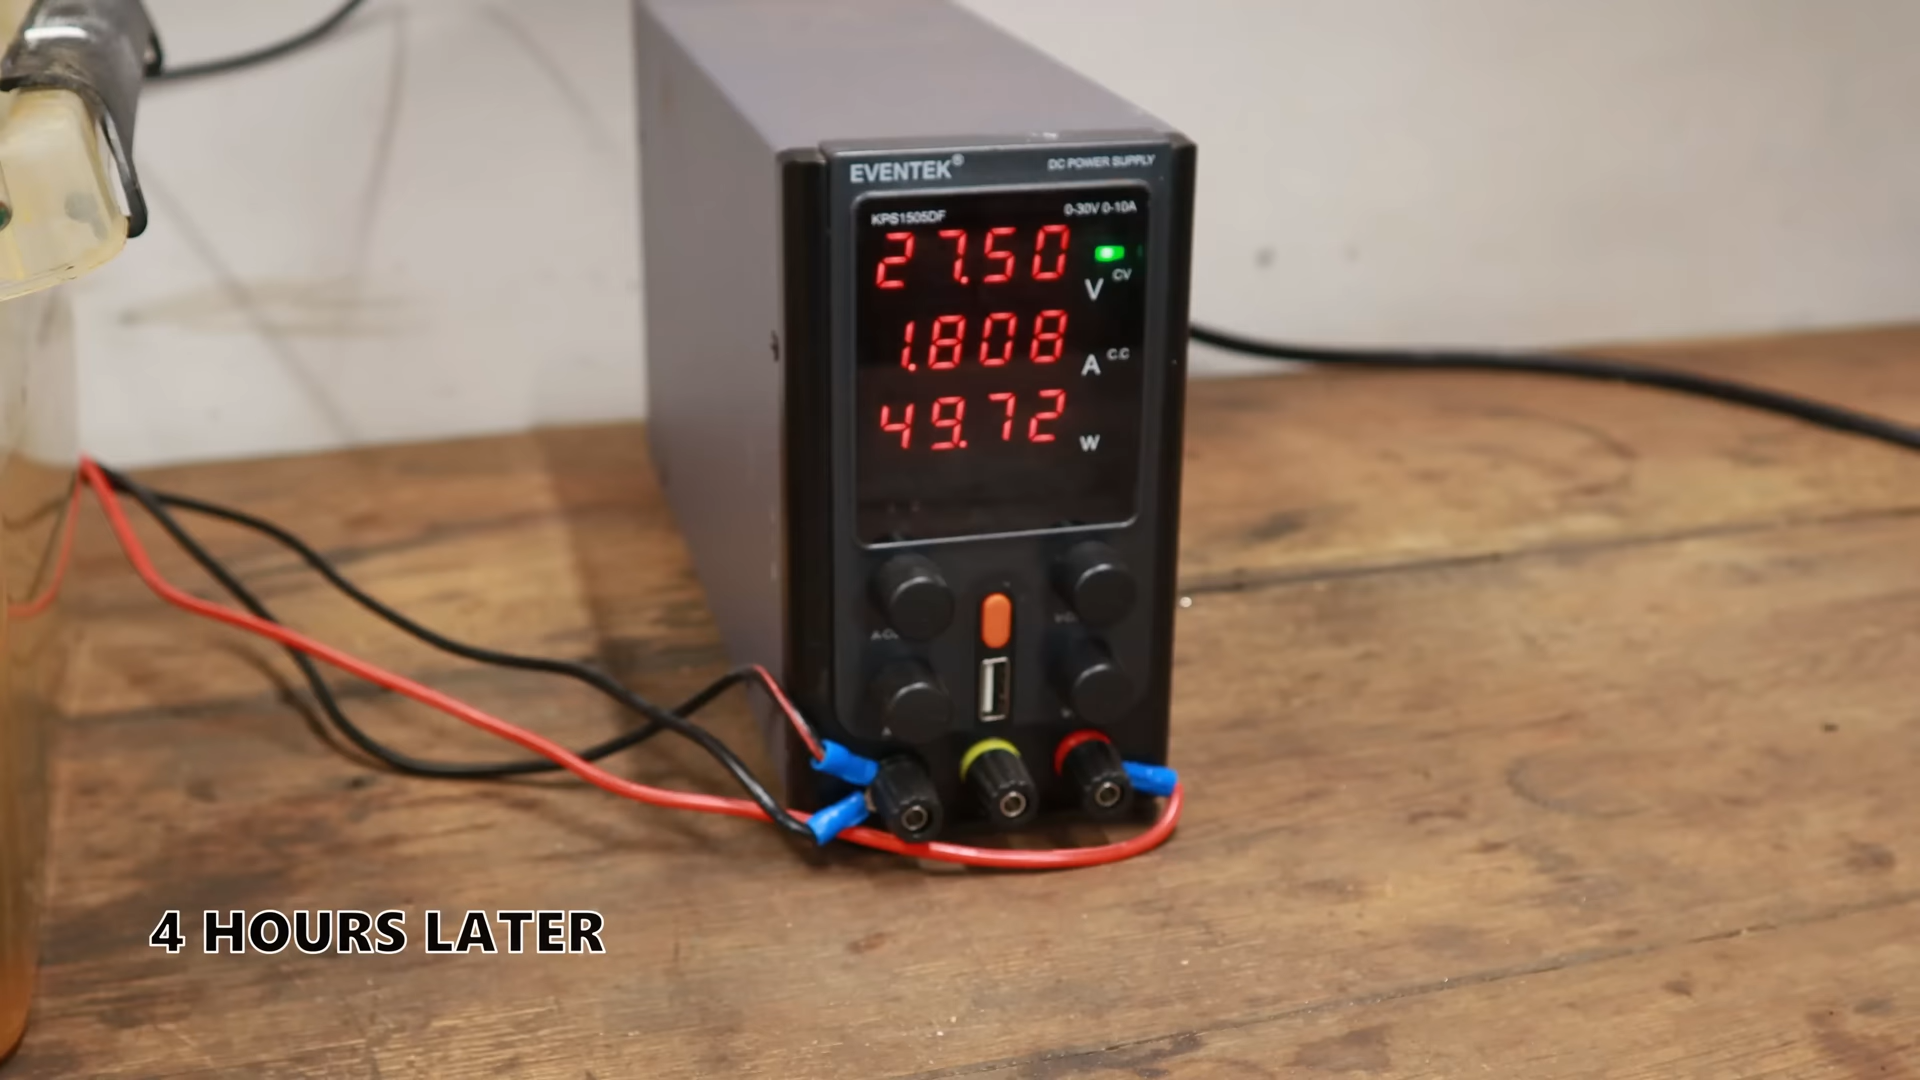 EVENTEK®
DC POWER SUPPLY
KPS1505DF
0-30V 0-10A
27.50
V
CV
1.808
A
C.C
49.72
W
4 HOURS LATER